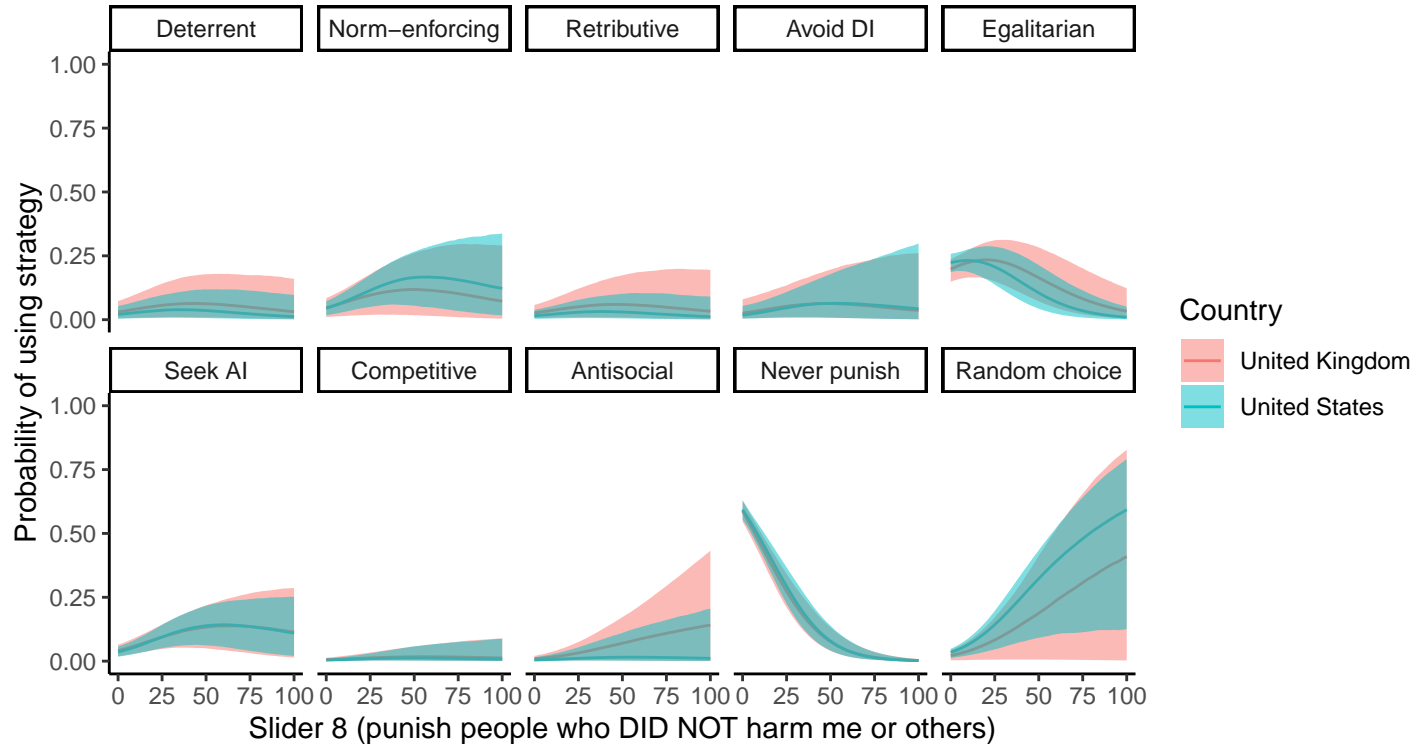 Deterrent Norm−enforcing Retributive Avoid DI Egalitarian
1.00
0.75
0.50
0.25
0.00
Seek AI Competitive Antisocial Never punish Random choice
1.00
0.75
0.50
0.25
0.00
0 25 50 75 100 0 25 50 75 100 0 25 50 75 100 0 25 50 75 100 0 25 50 75 100
Slider 8 (punish people who DID NOT harm me or others)
Probability of using strategy
Country
United Kingdom
United States